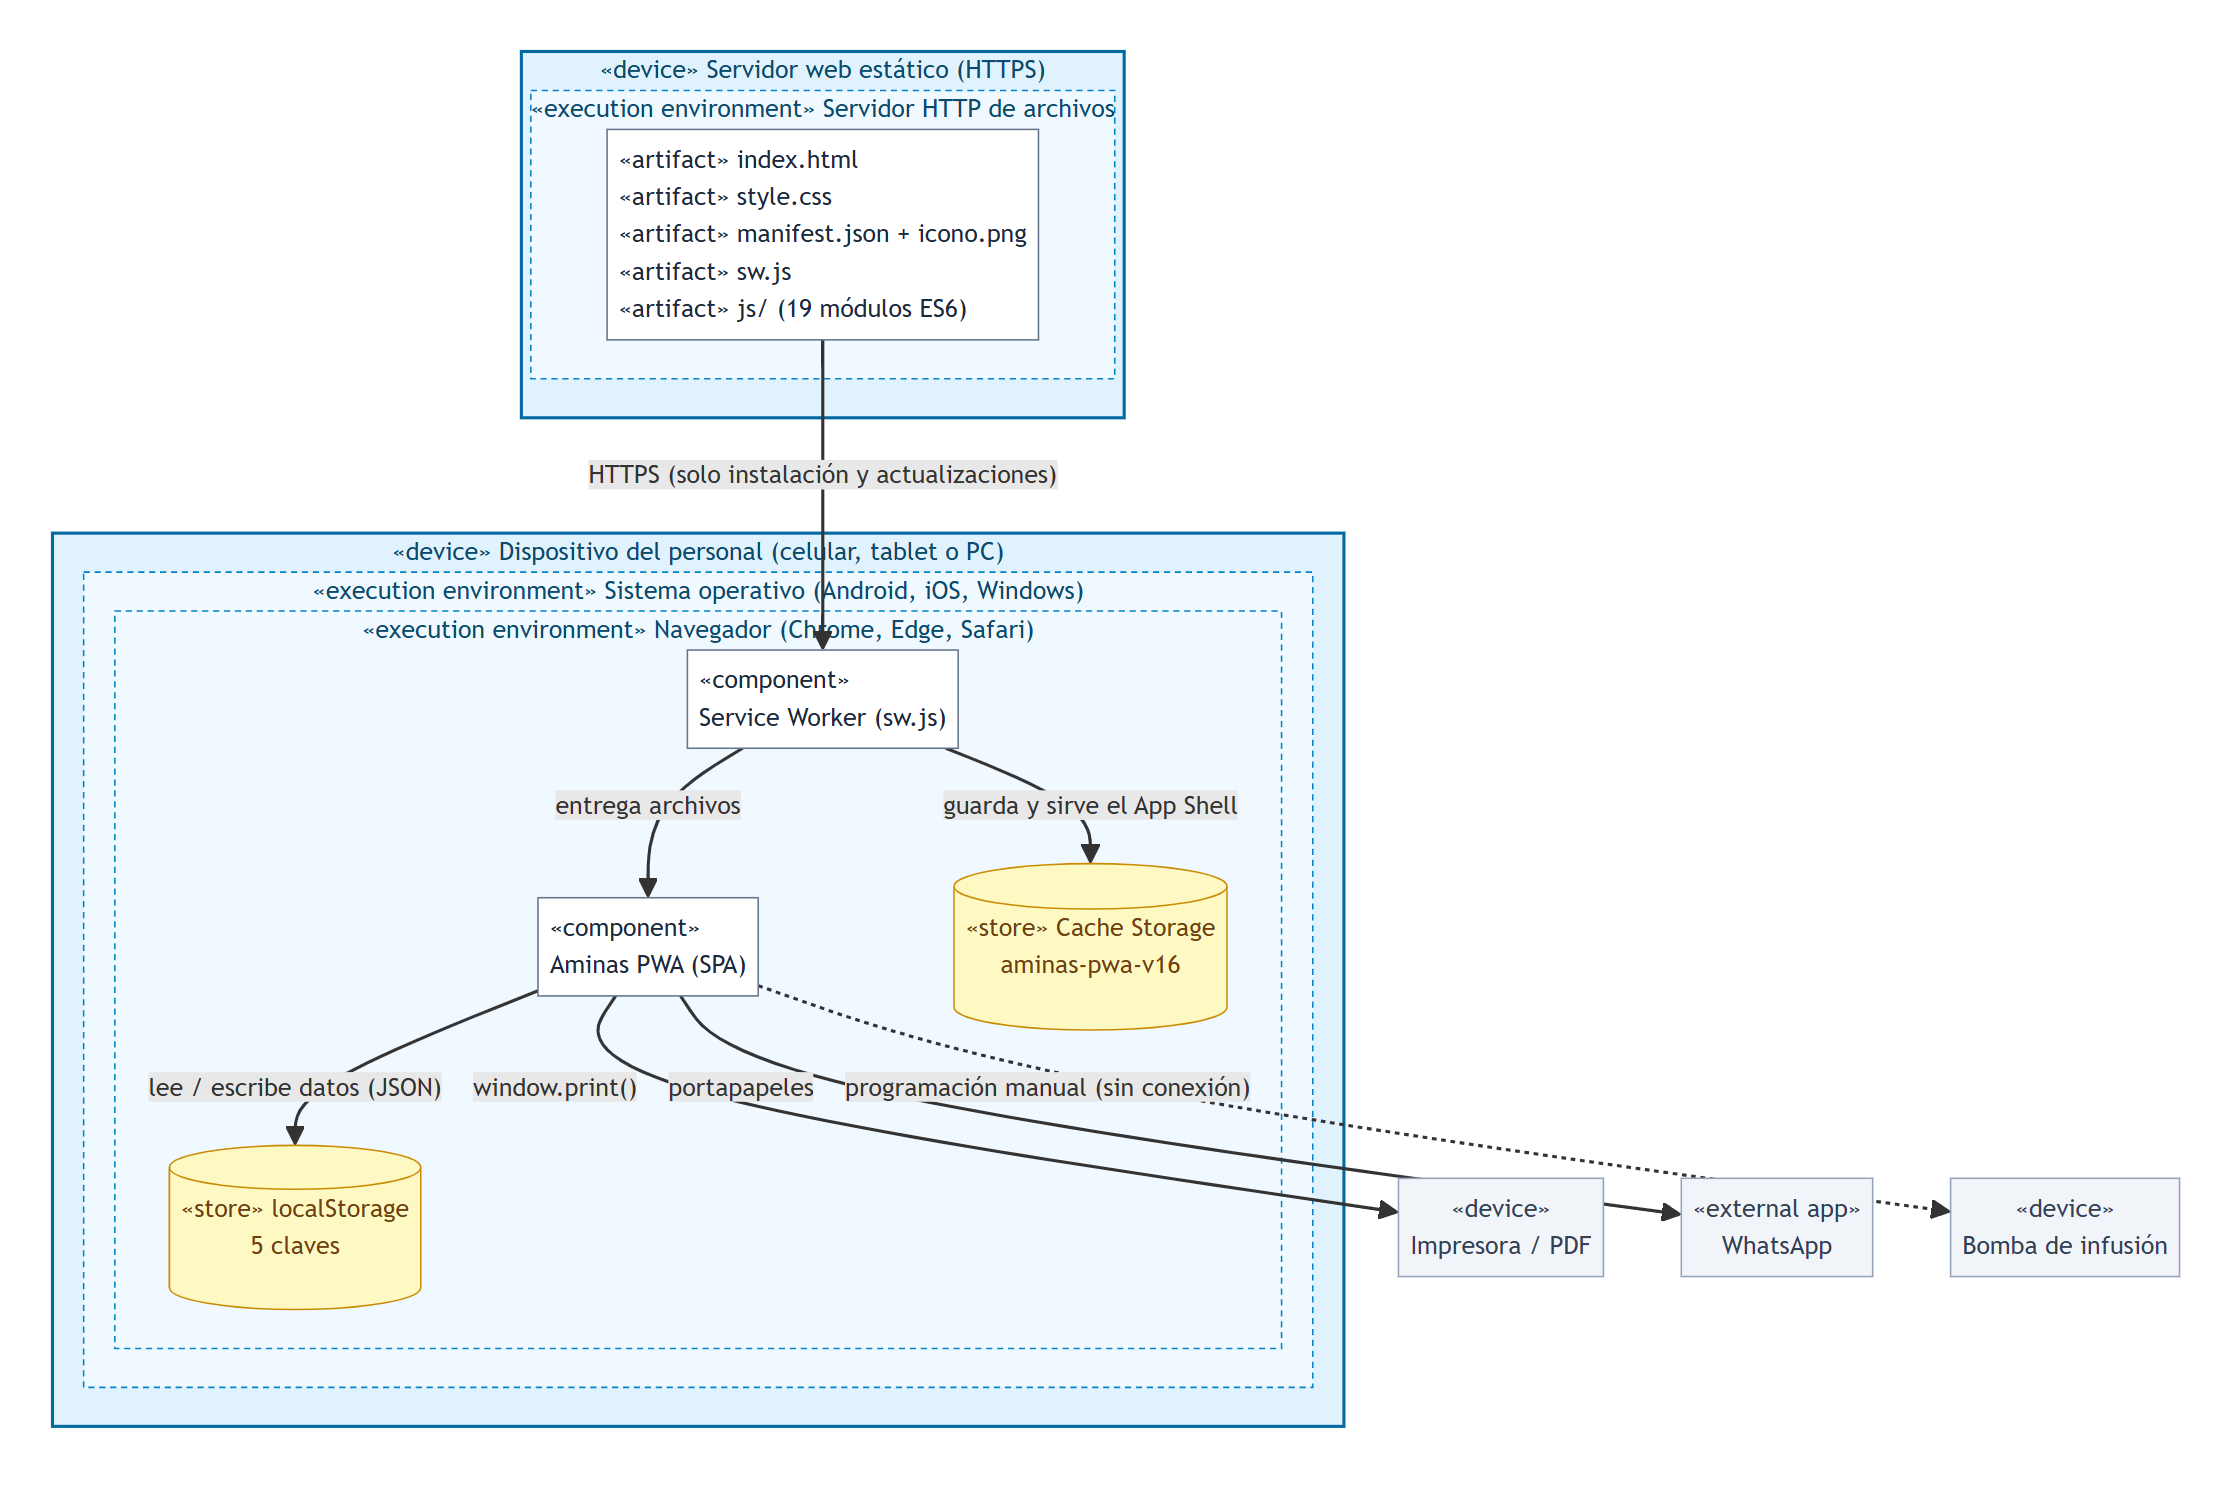 «device» Servidor web estático (HTTPS)
«execution environment» Servidor HTTP de archivos
«artifact» index.html
«artifact» style.css
«artifact» manifest.json + icono.png
«artifact» sw.js
«artifact» js/ (19 módulos ES6)
HTTPS (solo instalación y actualizaciones)
«device» Dispositivo del personal (celular, tablet o PC)
«execution environment» Sistema operativo (Android, iOS, Windows)
«execution environment» Navegador (Chrome, Edge, Safari)
«component»
Service Worker (sw.js)
entrega archivos
guarda y sirve el App Shell
«component»
Aminas PWA (SPA)
«store» Cache Storage
aminas-pwa-v16
lee / escribe datos (JSON)
window.print()
portapapeles
programación manual (sin conexión)
«store» localStorage
5 claves
«device»
Impresora / PDF
«external app»
WhatsApp
«device»
Bomba de infusión